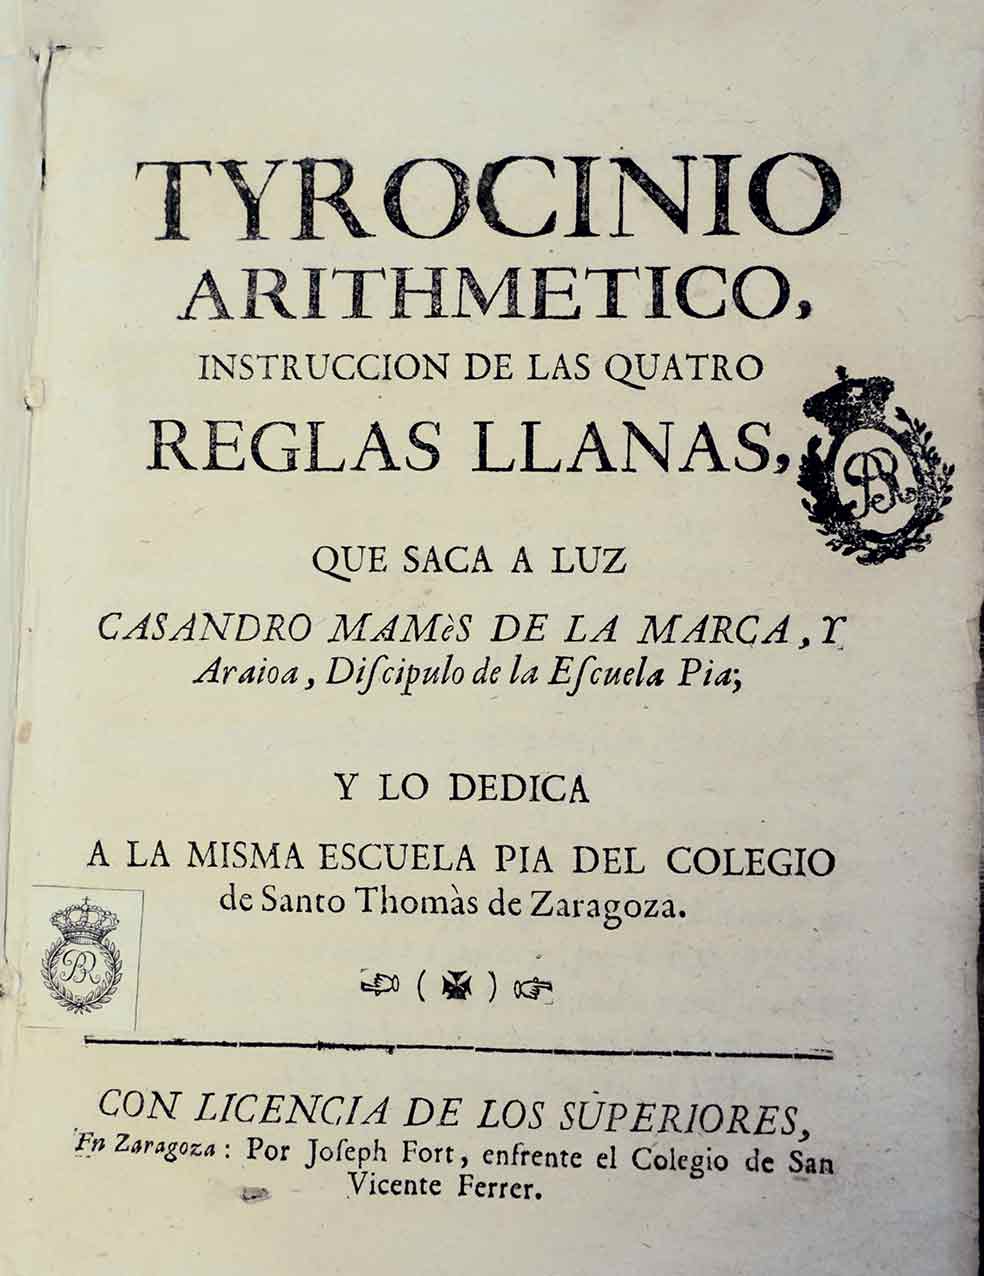 TYROCINIO
ARITHMETICO,
INSTRUCCION DE LAS QUATRO
REGLAS LLANAS,
QUE SACA A LUZ
CASANDRO MAMèS DE LA MARCA, Y
Araioa, Diſcipulo de la Eſcuela Pia;
Y LO DEDICA
A LA MISMA ESCUELA PIA DEL COLEGIO
de Santo Thomàs de Zaragoza.
☜ ( ✠ ) ☞
CON LICENCIA DE LOS SUPERIORES,
En Zaragoza: Por Joſeph Fort, enfrente el Colegio de San
Vicente Ferrer.
BR
BR